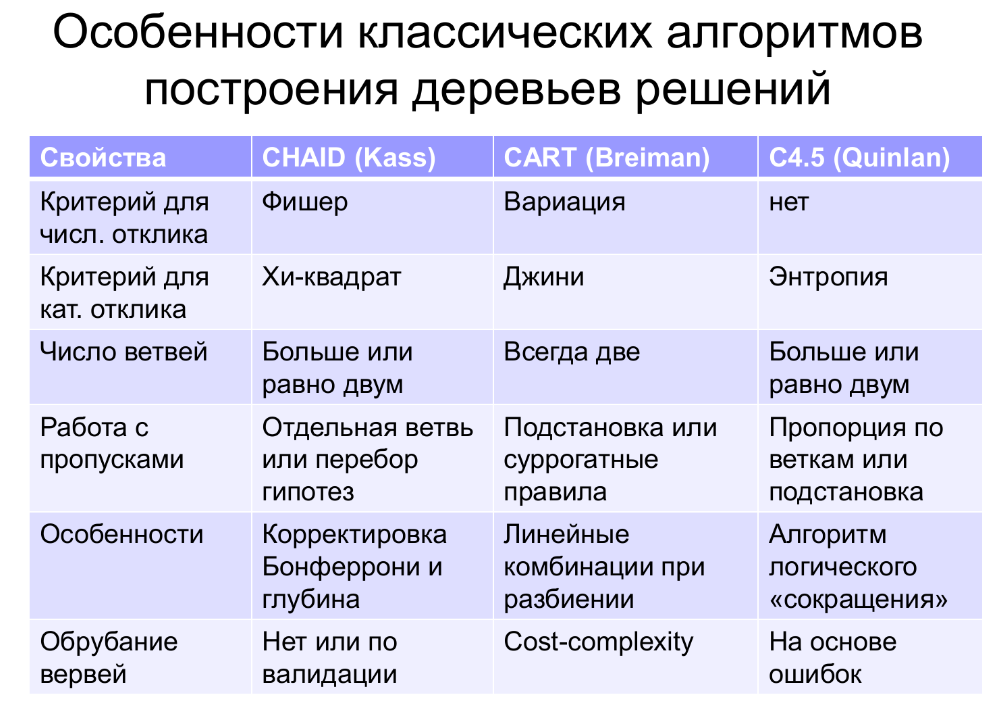 Особенности классических алгоритмов
построения деревьев решений
Свойства
CHAID (Kass)
CART (Breiman)
C4.5 (Quinlan)
Критерий для
числ. отклика
Фишер
Вариация
нет
Критерий для
кат. отклика
Хи-квадрат
Джини
Энтропия
Число ветвей
Больше или
равно двум
Всегда две
Больше или
равно двум
Работа с
пропусками
Отдельная ветвь
или перебор
гипотез
Подстановка или
суррогатные
правила
Пропорция по
веткам или
подстановка
Особенности
Корректировка
Бонферрони и
глубина
Линейные
комбинации при
разбиении
Алгоритм
логического
«сокращения»
Обрубание
вервей
Нет или по
валидации
Cost-complexity
На основе
ошибок